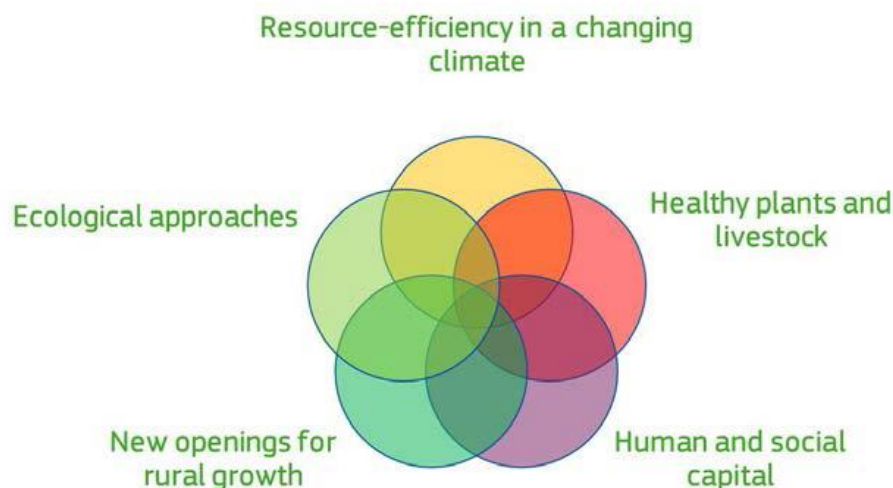 Resource-efficiency in a changing
climate
Ecological approaches
Healthy plants and
livestock
New openings for
rural growth
Human and social
capital